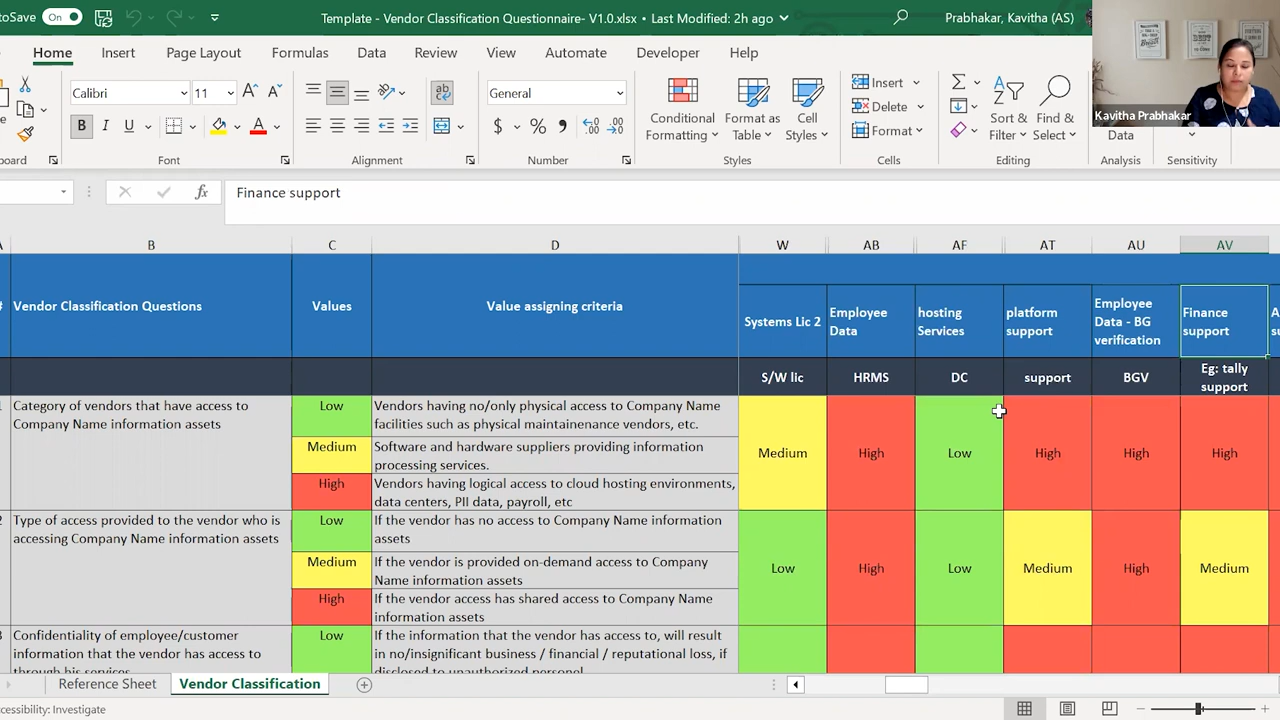 toSave On Template - Vendor Classification Questionnaire- V1.0.xlsx • Last Modified: 2h ago Prabhakar, Kavitha (AS)
Home Insert Page Layout Formulas Data Review View Automate Developer Help
Calibri 11 A A ab General Insert Delete Format
B I U A $ % , Conditional Formatting Format as Table Cell Styles Sort & Filter Find & Select Data
board Font Alignment Number Styles Cells Editing Analysis Sensitivity
Kavitha Prabhakar
fx Finance support
A B C D W AB AF AT AU AV
# Vendor Classification Questions Values Value assigning criteria Systems Lic 2
Employee
Data
hosting
Services
platform
support
Employee
Data - BG
verification
Finance
support
A
su
S/W lic HRMS DC support BGV
Eg: tally
support
1 Category of vendors that have access to
Company Name information assets
Low Vendors having no/only physical access to Company Name
facilities such as physical maintainenance vendors, etc.
Medium Software and hardware suppliers providing information
processing services.
High Vendors having logical access to cloud hosting environments,
data centers, PII data, payroll, etc
Medium High Low High High High
2 Type of access provided to the vendor who is
accessing Company Name information assets
Low If the vendor has no access to Company Name information
assets
Medium If the vendor is provided on-demand access to Company
Name information assets
High If the vendor access has shared access to Company Name
information assets
Low High Low Medium High Medium
3 Confidentiality of employee/customer
information that the vendor has access to
through his services
Low If the information that the vendor has access to, will result
in no/insignificant business / financial / reputational loss, if
disclosed to unauthorized personel
Reference Sheet Vendor Classification
ccessibility: Investigate